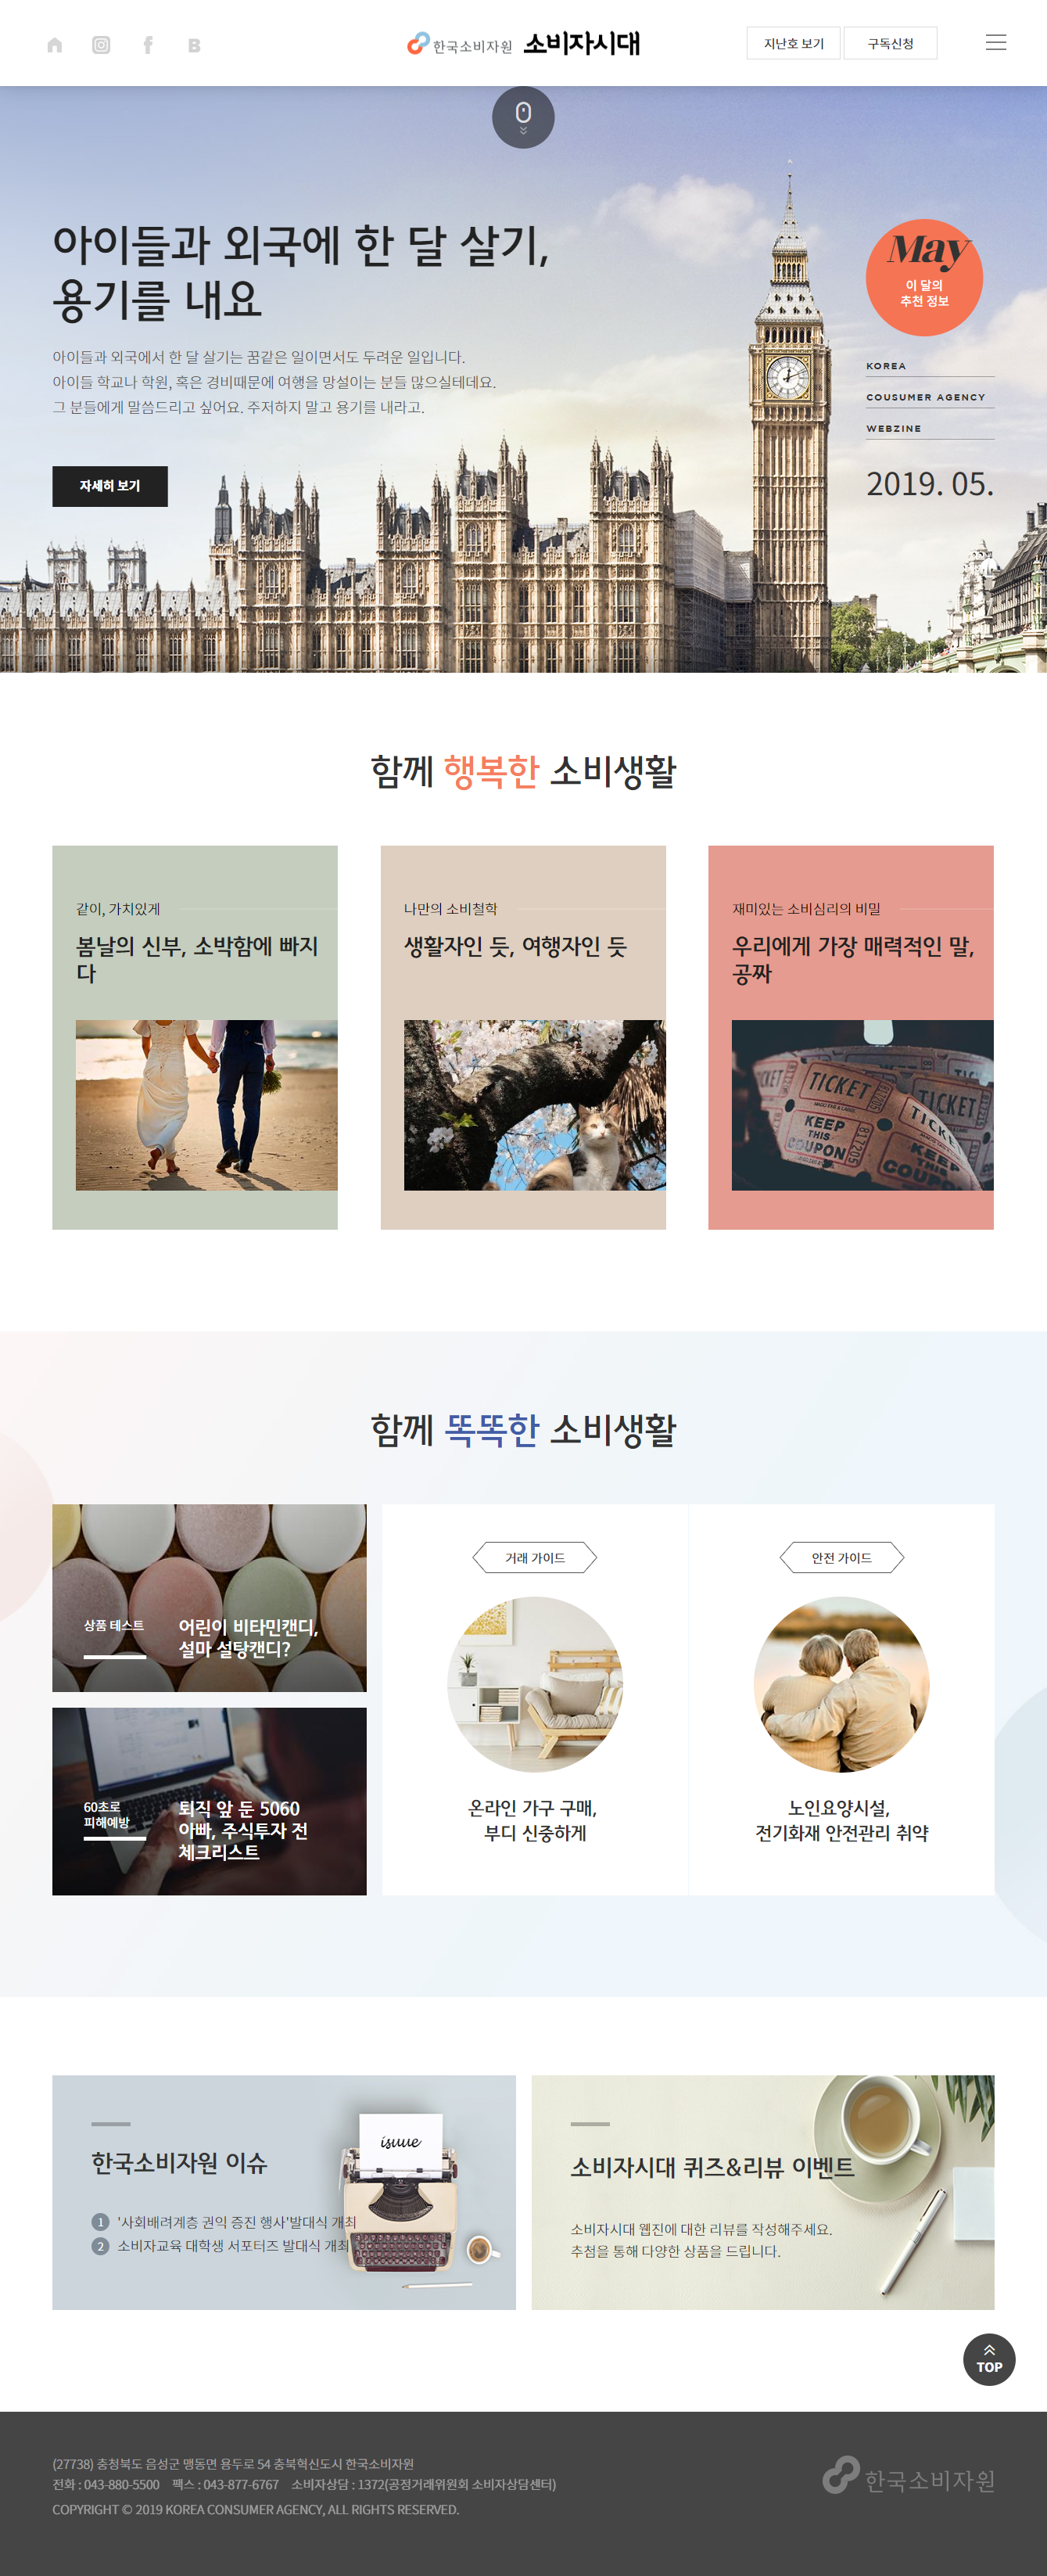 B
한국소비자원 소비자시대
지난호 보기
구독신청
아이들과 외국에 한 달 살기,
용기를 내요
아이들과 외국에서 한 달 살기는 꿈같은 일이면서도 두려운 일입니다.
아이들 학교나 학원, 혹은 경비때문에 여행을 망설이는 분들 많으실테데요.
그 분들에게 말씀드리고 싶어요. 주저하지 말고 용기를 내라고.
자세히 보기
May
이 달의
추천 정보
KOREA
COUSUMER AGENCY
WEBZINE
2019. 05.
함께 행복한 소비생활
같이, 가치있게
봄날의 신부, 소박함에 빠지
다
나만의 소비철학
생활자인 듯, 여행자인 듯
재미있는 소비심리의 비밀
우리에게 가장 매력적인 말,
공짜
TICKET
KEEP
THIS
COUPON
817205
TICKET
KEEP
COUPON
함께 똑똑한 소비생활
상품 테스트
어린이 비타민캔디,
설마 설탕캔디?
60초로
피해예방
퇴직 앞 둔 5060
아빠, 주식투자 전
체크리스트
거래 가이드
온라인 가구 구매,
부디 신중하게
안전 가이드
노인요양시설,
전기화재 안전관리 취약
한국소비자원 이슈
1 '사회배려계층 권익 증진 행사'발대식 개최
2 소비자교육 대학생 서포터즈 발대식 개최
isuue
소비자시대 퀴즈&리뷰 이벤트
소비자시대 웹진에 대한 리뷰를 작성해주세요.
추첨을 통해 다양한 상품을 드립니다.
TOP
(27738) 충청북도 음성군 맹동면 용두로 54 충북혁신도시 한국소비자원
전화 : 043-880-5500 팩스 : 043-877-6767 소비자상담 : 1372(공정거래위원회 소비자상담센터)
COPYRIGHT © 2019 KOREA CONSUMER AGENCY, ALL RIGHTS RESERVED.
한국소비자원